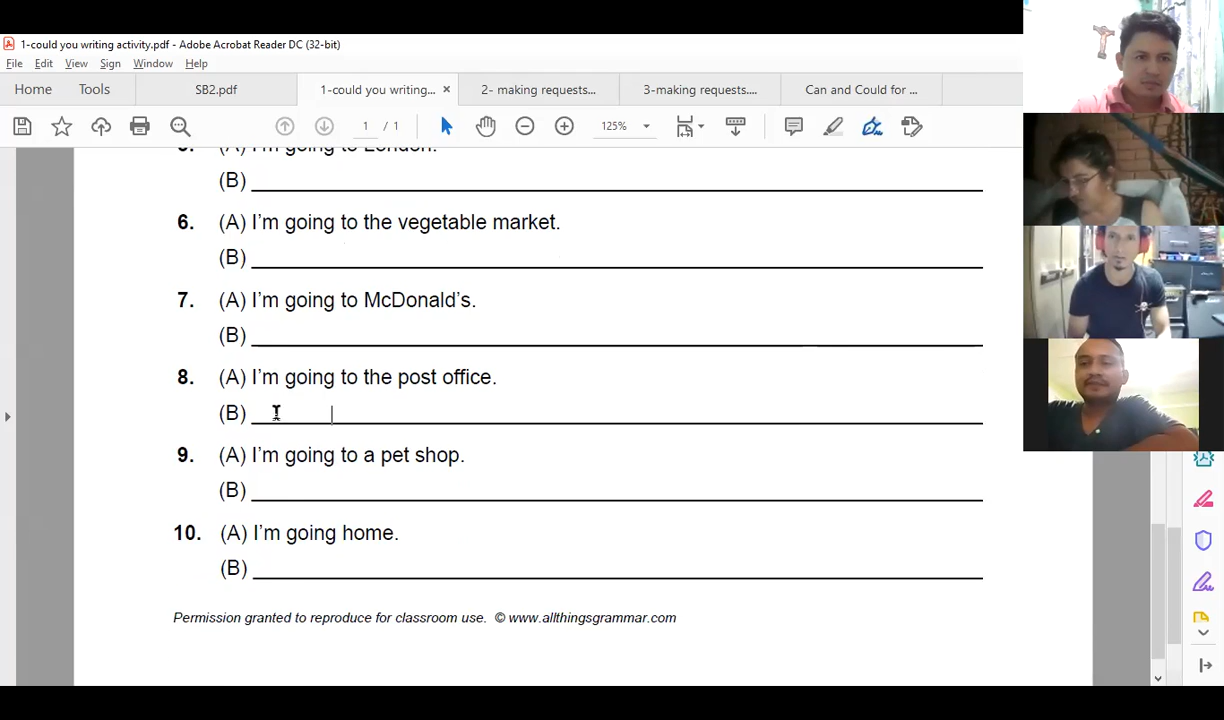 1-could you writing activity.pdf - Adobe Acrobat Reader DC (32-bit)
File Edit View Sign Window Help
Home Tools SB2.pdf 1-could you writing... × 2- making requests... 3-making requests.... Can and Could for ...
1 / 1 125%
(A) I'm going to London.
(B)
6. (A) I'm going to the vegetable market.
(B)
7. (A) I'm going to McDonald's.
(B)
8. (A) I'm going to the post office.
(B)
9. (A) I'm going to a pet shop.
(B)
10. (A) I'm going home.
(B)
Permission granted to reproduce for classroom use. © www.allthingsgrammar.com